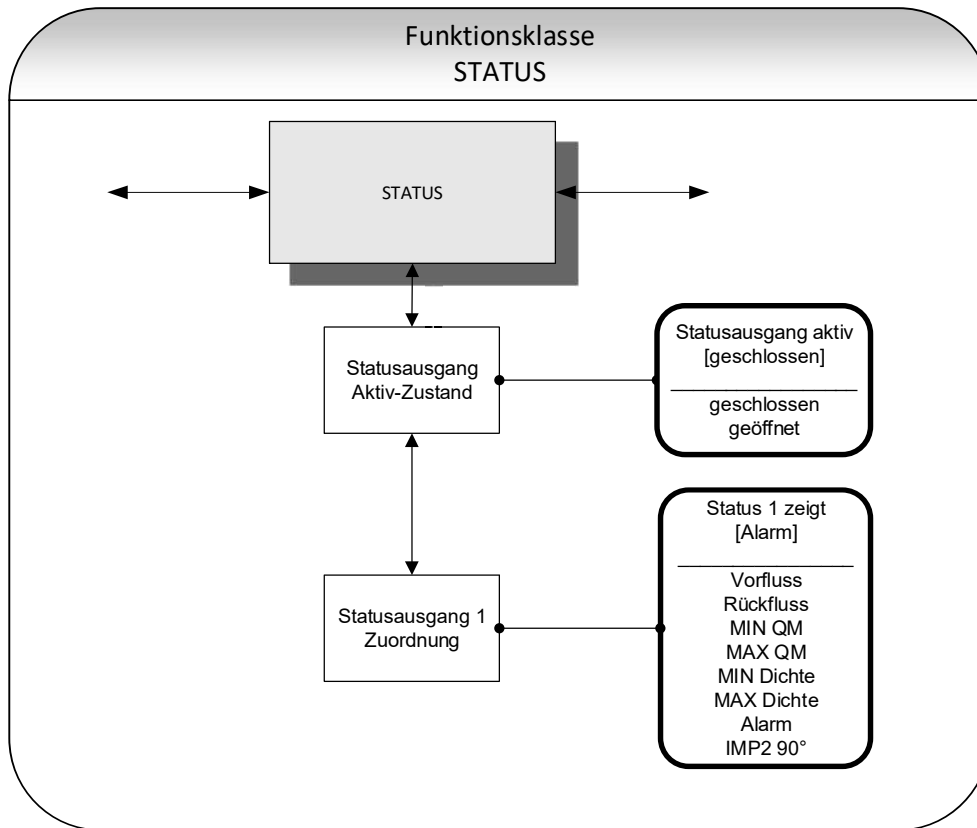 Funktionsklasse
STATUS
STATUS
Statusausgang
Aktiv-Zustand
Statusausgang aktiv
[geschlossen]
geschlossen
geöffnet
Statusausgang 1
Zuordnung
Status 1 zeigt
[Alarm]
Vorfluss
Rückfluss
MIN QM
MAX QM
MIN Dichte
MAX Dichte
Alarm
IMP2 90°